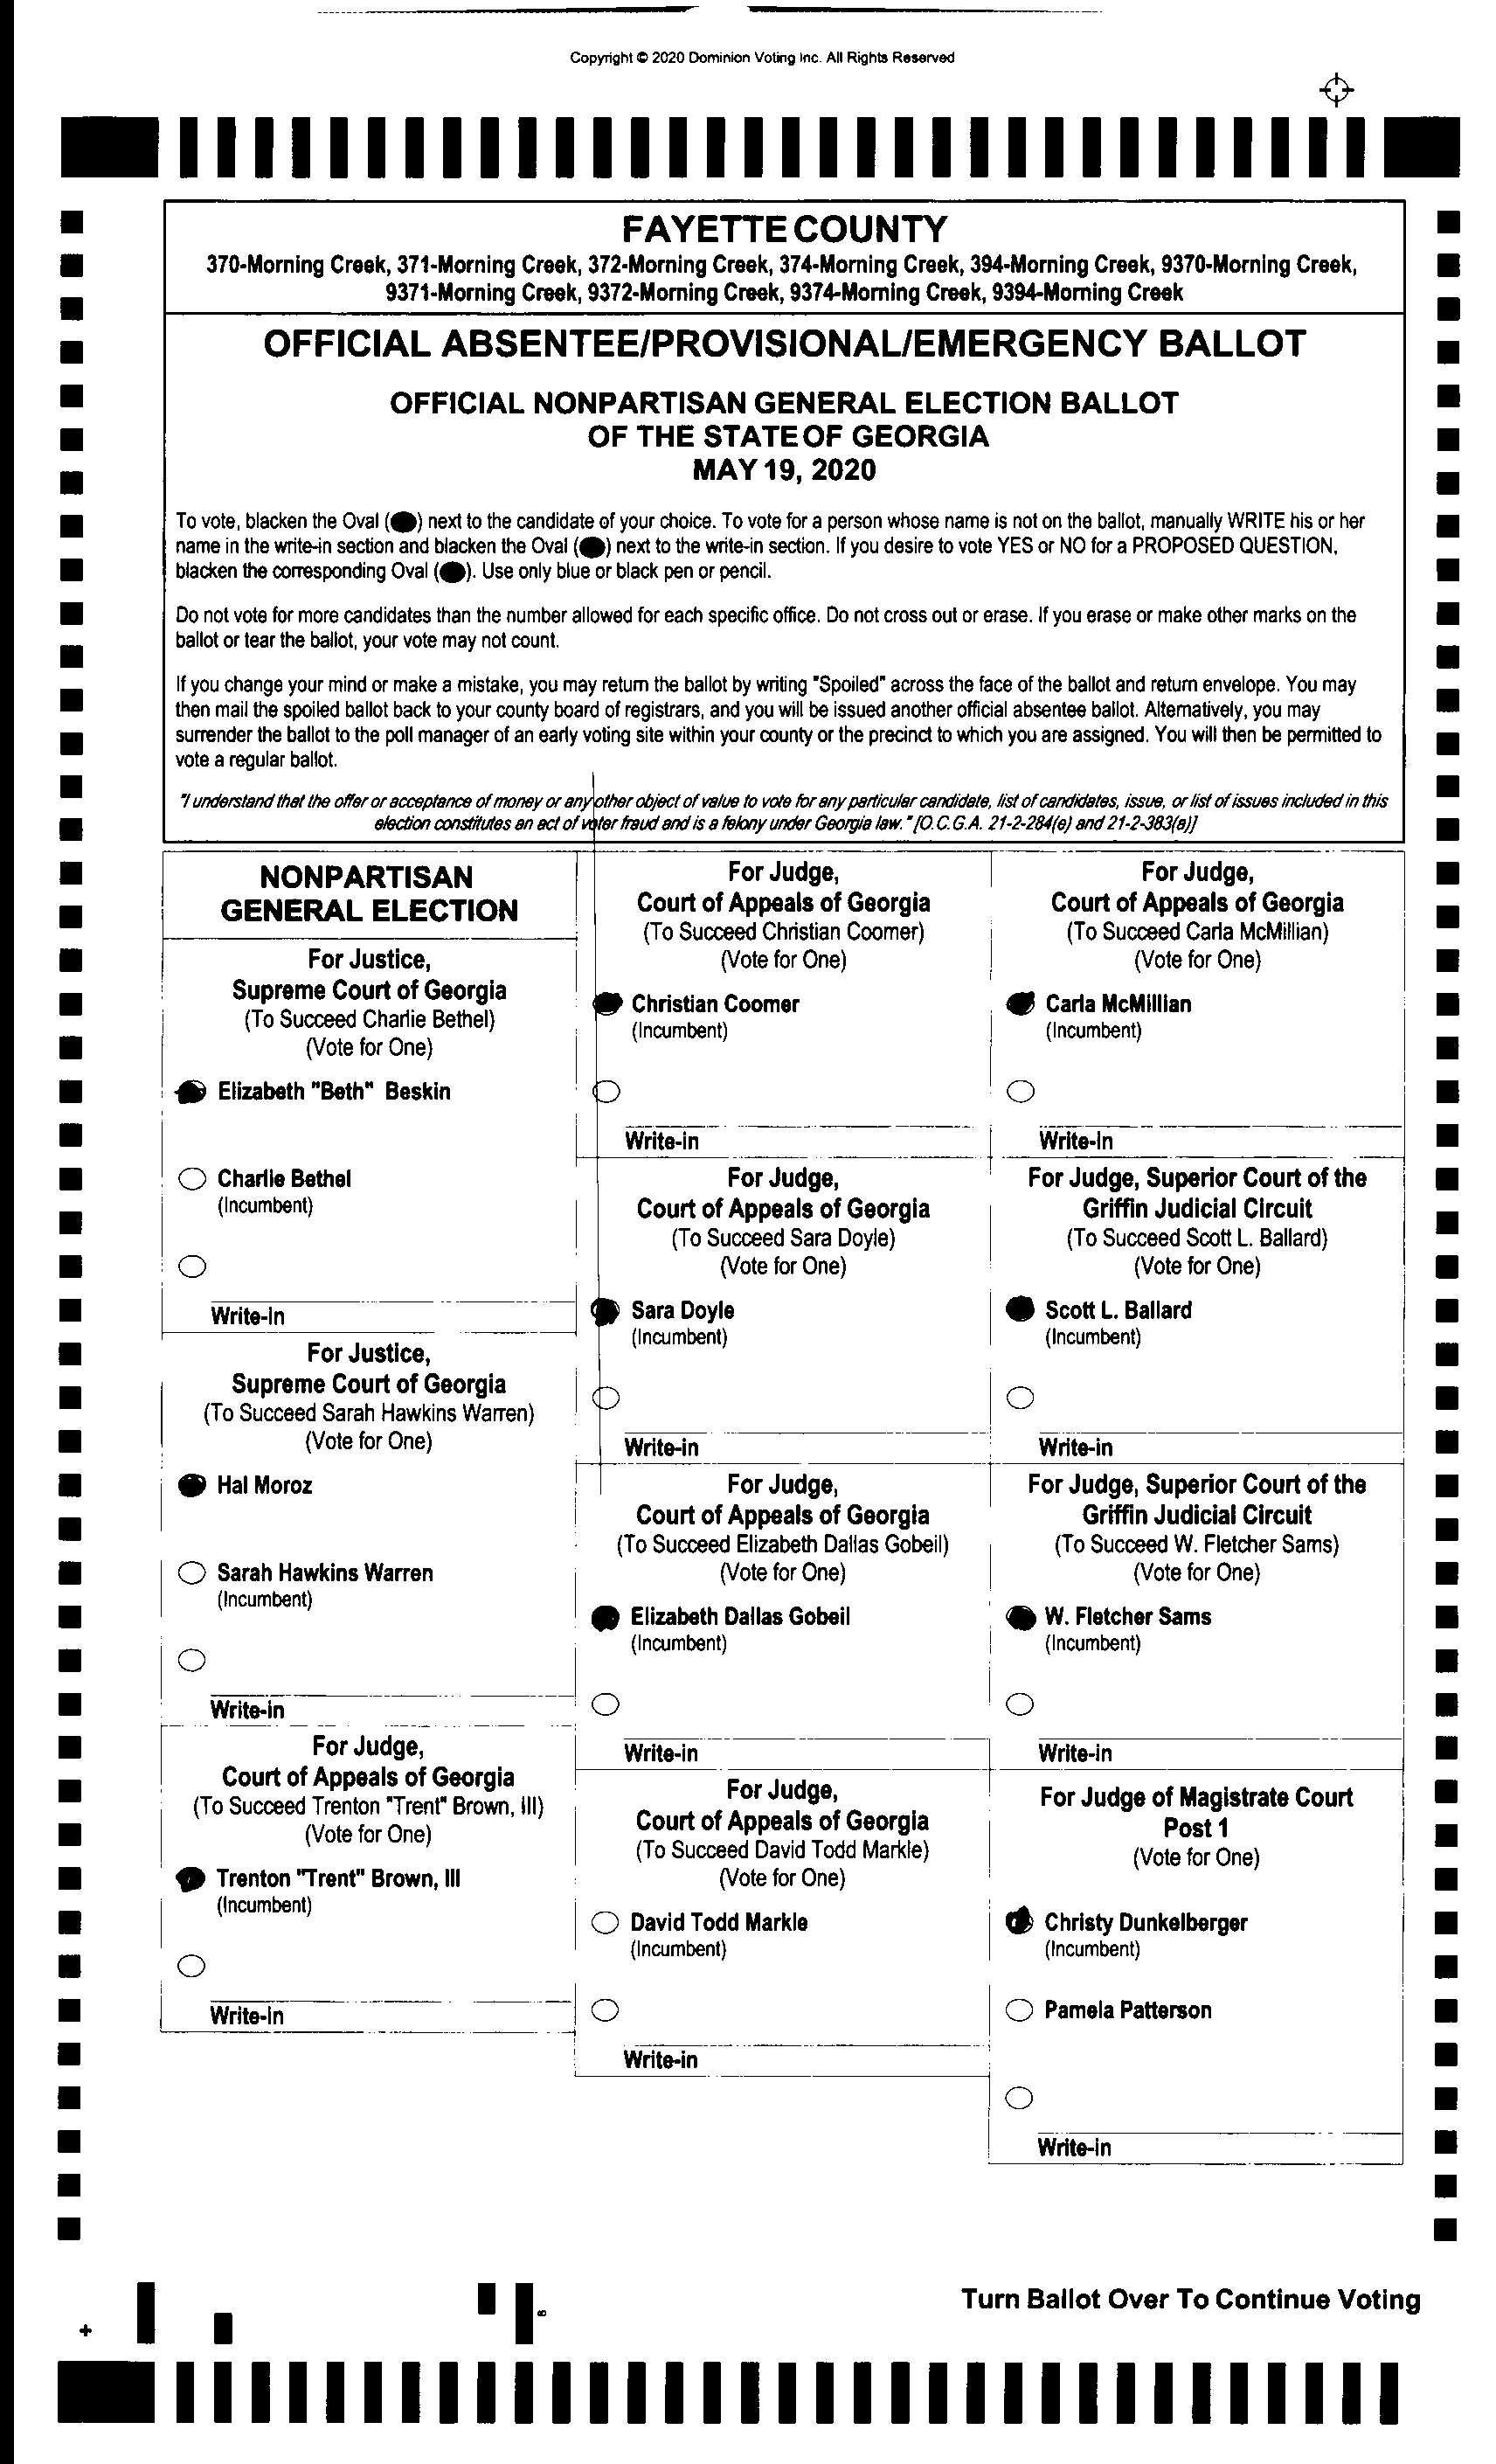 Copyright © 2020 Dominion Voting Inc. All Rights Reserved
FAYETTE COUNTY
370-Morning Creek, 371-Morning Creek, 372-Morning Creek, 374-Morning Creek, 394-Morning Creek, 9370-Morning Creek,
9371-Morning Creek, 9372-Morning Creek, 9374-Morning Creek, 9394-Morning Creek
OFFICIAL ABSENTEE/PROVISIONAL/EMERGENCY BALLOT
OFFICIAL NONPARTISAN GENERAL ELECTION BALLOT
OF THE STATE OF GEORGIA
MAY 19, 2020
To vote, blacken the Oval (●) next to the candidate of your choice. To vote for a person whose name is not on the ballot, manually WRITE his or her
name in the write-in section and blacken the Oval (●) next to the write-in section. If you desire to vote YES or NO for a PROPOSED QUESTION,
blacken the corresponding Oval (●). Use only blue or black pen or pencil.
Do not vote for more candidates than the number allowed for each specific office. Do not cross out or erase. If you erase or make other marks on the
ballot or tear the ballot, your vote may not count.
If you change your mind or make a mistake, you may return the ballot by writing "Spoiled" across the face of the ballot and return envelope. You may
then mail the spoiled ballot back to your county board of registrars, and you will be issued another official absentee ballot. Alternatively, you may
surrender the ballot to the poll manager of an early voting site within your county or the precinct to which you are assigned. You will then be permitted to
vote a regular ballot.
"I understand that the offer or acceptance of money or any other object of value to vote for any particular candidate, list of candidates, issue, or list of issues included in this
election constitutes an act of voter fraud and is a felony under Georgia law." [O.C.G.A. 21-2-284(e) and 21-2-383(a)]
NONPARTISAN
GENERAL ELECTION
For Justice,
Supreme Court of Georgia
(To Succeed Charlie Bethel)
(Vote for One)
Elizabeth "Beth" Beskin
Charlie Bethel
(Incumbent)
Write-in
For Justice,
Supreme Court of Georgia
(To Succeed Sarah Hawkins Warren)
(Vote for One)
Hal Moroz
Sarah Hawkins Warren
(Incumbent)
Write-in
For Judge,
Court of Appeals of Georgia
(To Succeed Trenton "Trent" Brown, III)
(Vote for One)
Trenton "Trent" Brown, III
(Incumbent)
Write-in
For Judge,
Court of Appeals of Georgia
(To Succeed Christian Coomer)
(Vote for One)
Christian Coomer
(Incumbent)
Write-in
For Judge,
Court of Appeals of Georgia
(To Succeed Sara Doyle)
(Vote for One)
Sara Doyle
(Incumbent)
Write-in
For Judge,
Court of Appeals of Georgia
(To Succeed Elizabeth Dallas Gobeil)
(Vote for One)
Elizabeth Dallas Gobeil
(Incumbent)
Write-in
For Judge,
Court of Appeals of Georgia
(To Succeed David Todd Markle)
(Vote for One)
David Todd Markle
(Incumbent)
Write-in
For Judge,
Court of Appeals of Georgia
(To Succeed Carla McMillian)
(Vote for One)
Carla McMillian
(Incumbent)
Write-in
For Judge, Superior Court of the
Griffin Judicial Circuit
(To Succeed Scott L. Ballard)
(Vote for One)
Scott L. Ballard
(Incumbent)
Write-in
For Judge, Superior Court of the
Griffin Judicial Circuit
(To Succeed W. Fletcher Sams)
(Vote for One)
W. Fletcher Sams
(Incumbent)
Write-in
For Judge of Magistrate Court
Post 1
(Vote for One)
Christy Dunkelberger
(Incumbent)
Pamela Patterson
Write-in
Turn Ballot Over To Continue Voting